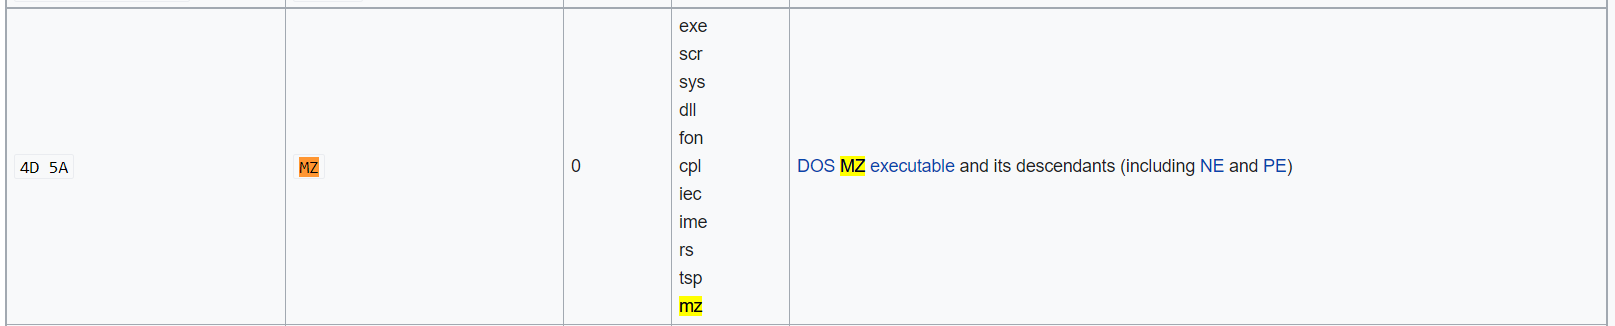 4D 5A
MZ
0
exe
scr
sys
dll
fon
cpl
iec
ime
rs
tsp
mz
DOS MZ executable and its descendants (including NE and PE)